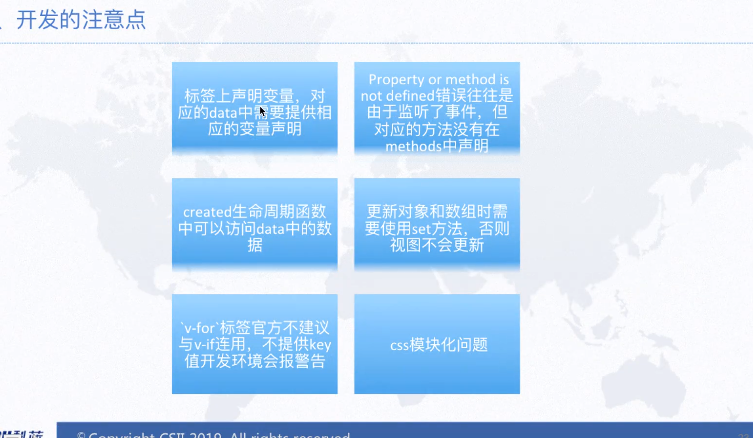 开发的注意点
标签上声明变量，对
应的data中需要提供相
应的变量声明
Property or method is
not defined错误往往是
由于监听了事件，但
对应的方法没有在
methods中声明
created生命周期函数
中可以访问data中的数
据
更新对象和数组时需
要使用set方法，否则
视图不会更新
`v-for`标签官方不建议
与v-if连用，不提供key
值开发环境会报警告
css模块化问题
©Copyright CSII 2019. All rights reserved